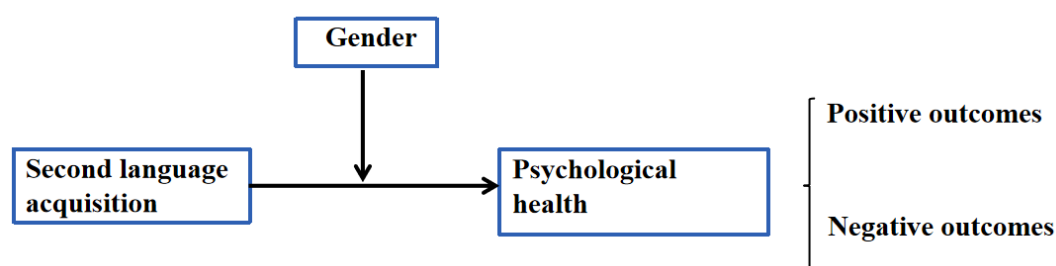 Gender
Second language
acquisition
Psychological
health
Positive outcomes
Negative outcomes